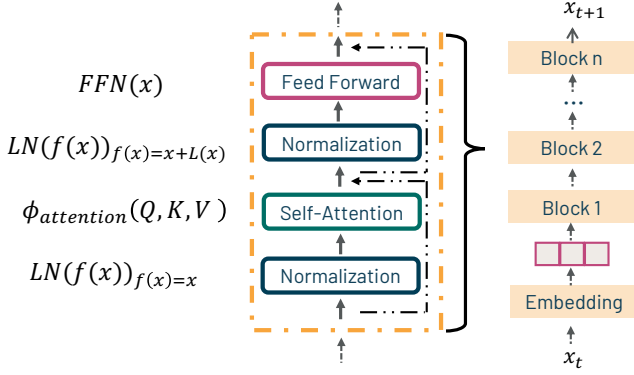 x_{t+1}
Block n
...
Block 2
Block 1
Embedding
x_t
FFN(x)
Feed Forward
LN(f(x))_{f(x)=x+L(x)}
Normalization
ϕ_{attention}(Q, K, V)
Self-Attention
LN(f(x))_{f(x)=x}
Normalization